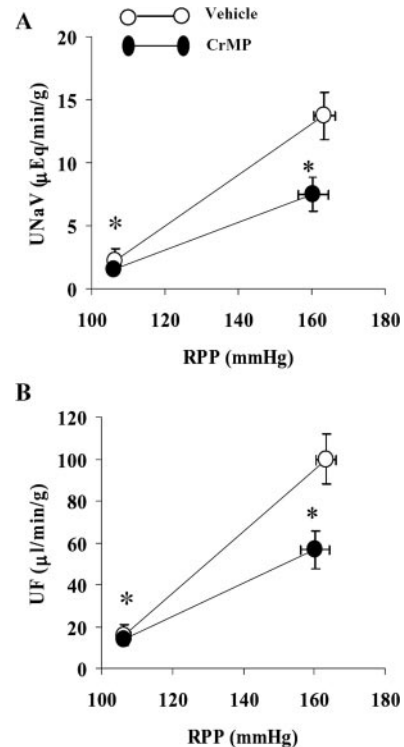 A
Vehicle
CrMP
20
15
10
5
0
UNaV (µEq/min/g)
*
*
100 120 140 160 180
RPP (mmHg)
B
120
100
80
60
40
20
0
UF (µl/min/g)
*
*
100 120 140 160 180
RPP (mmHg)